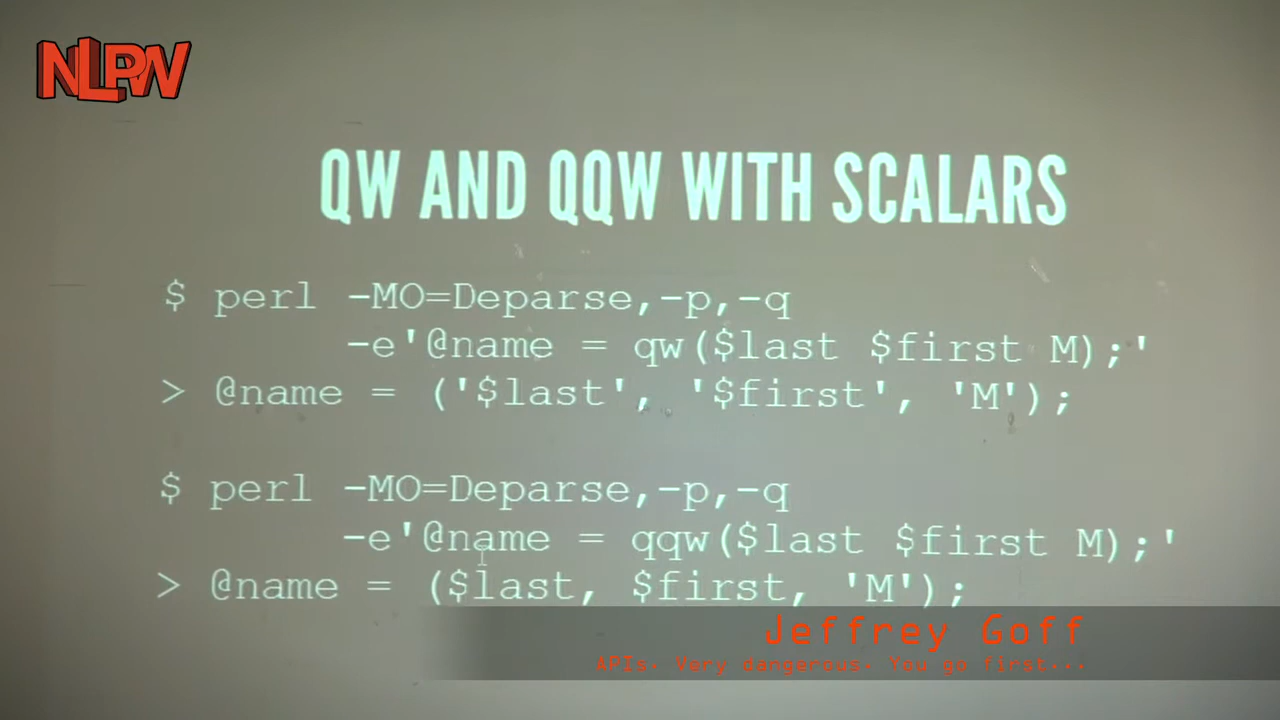 NLPW
QW AND QQW WITH SCALARS
$ perl -MO=Deparse,-p,-q
-e'@name = qw($last $first M);'
> @name = ('$last', '$first', 'M');
$ perl -MO=Deparse,-p,-q
-e'@name = qqw($last $first M);'
> @name = ($last, $first, 'M');
Jeffrey Goff
APIs. Very dangerous. You go first...